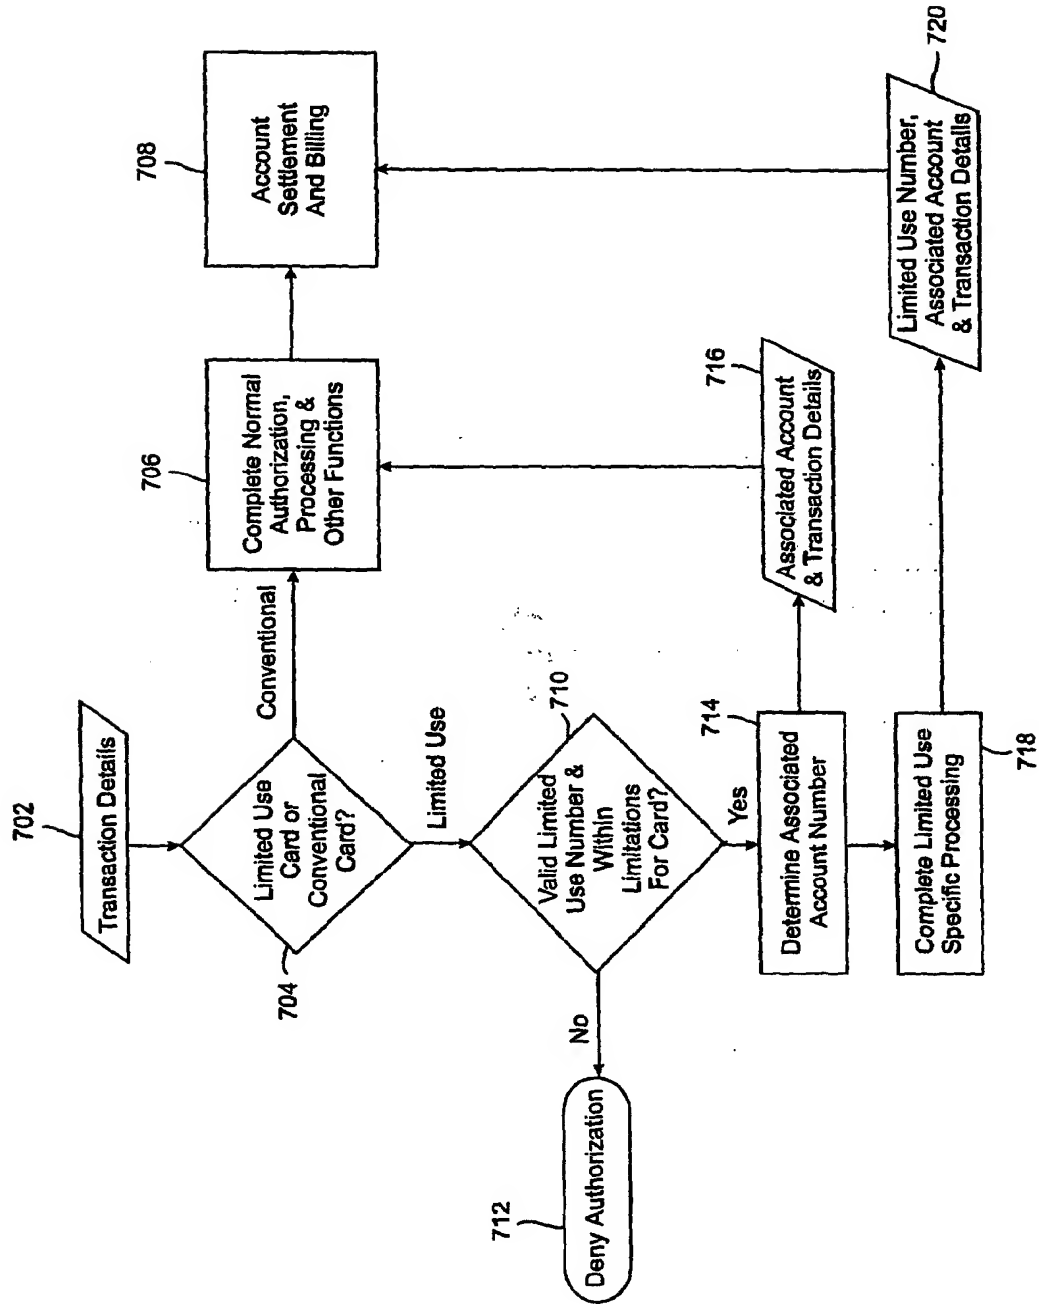 702
Transaction Details
Limited Use
Card or
Conventional
Card?
704
Conventional
Complete Normal
Authorization,
Processing &
Other Functions
706
Account
Settlement
And Billing
708
Limited Use
Valid Limited
Use Number &
Within
Limitations
For Card?
710
No
Deny Authorization
712
Yes
Determine Associated
Account Number
714
Associated Account
& Transaction Details
716
Complete Limited Use
Specific Processing
718
Limited Use Number,
Associated Account
& Transaction Details
720